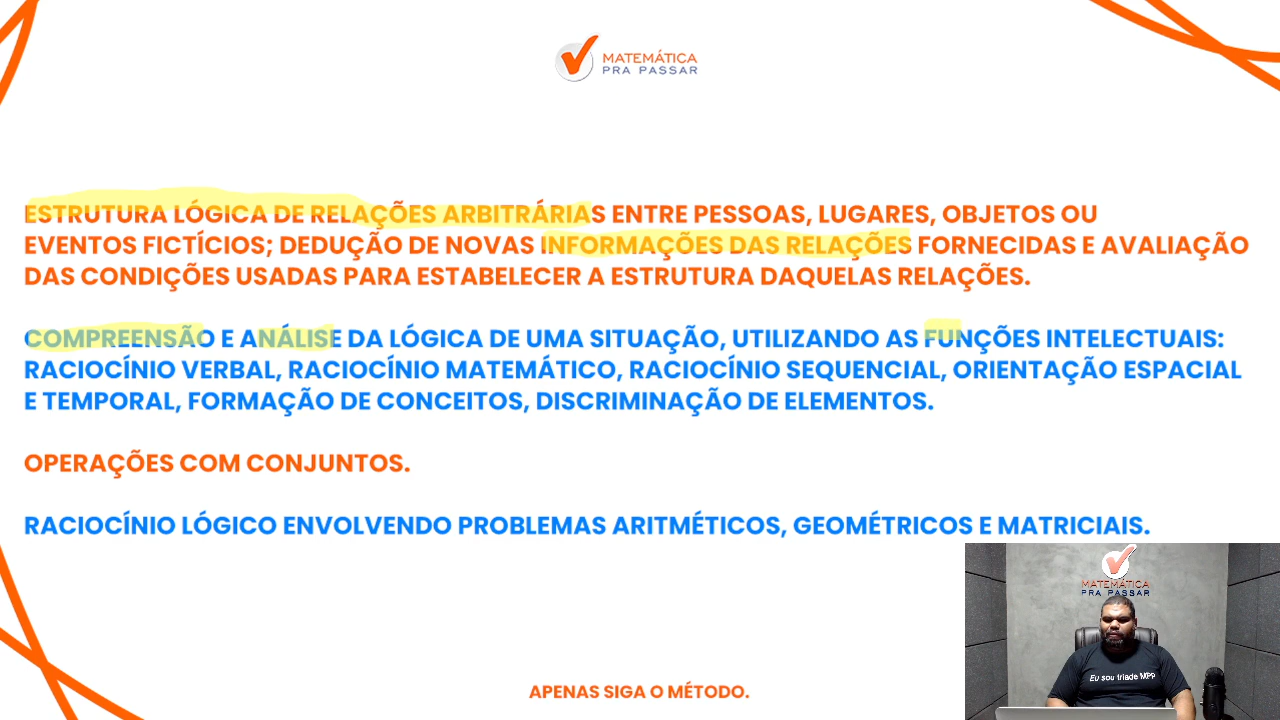 MATEMÁTICA
PRA PASSAR
ESTRUTURA LÓGICA DE RELAÇÕES ARBITRÁRIAS ENTRE PESSOAS, LUGARES, OBJETOS OU
EVENTOS FICTÍCIOS; DEDUÇÃO DE NOVAS INFORMAÇÕES DAS RELAÇÕES FORNECIDAS E AVALIAÇÃO
DAS CONDIÇÕES USADAS PARA ESTABELECER A ESTRUTURA DAQUELAS RELAÇÕES.
COMPREENSÃO E ANÁLISE DA LÓGICA DE UMA SITUAÇÃO, UTILIZANDO AS FUNÇÕES INTELECTUAIS:
RACIOCÍNIO VERBAL, RACIOCÍNIO MATEMÁTICO, RACIOCÍNIO SEQUENCIAL, ORIENTAÇÃO ESPACIAL
E TEMPORAL, FORMAÇÃO DE CONCEITOS, DISCRIMINAÇÃO DE ELEMENTOS.
OPERAÇÕES COM CONJUNTOS.
RACIOCÍNIO LÓGICO ENVOLVENDO PROBLEMAS ARITMÉTICOS, GEOMÉTRICOS E MATRICIAIS.
MATEMÁTICA
PRA PASSAR
Eu sou triade MPP
APENAS SIGA O MÉTODO.